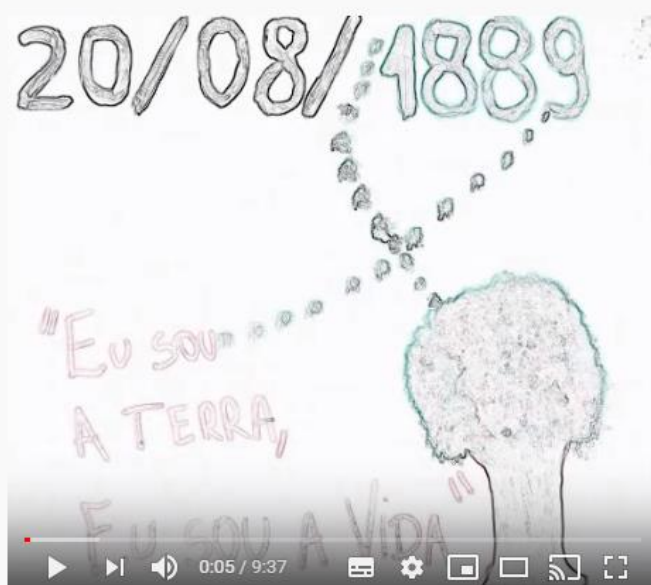 20/08/1889
"Eu sou
A TERRA,
Eu sou A VidA"
0:05 / 9:37